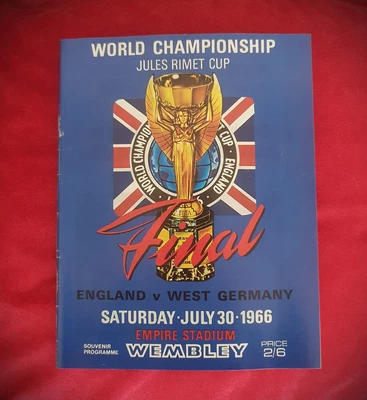 WORLD CHAMPIONSHIP
JULES RIMET CUP
WORLD CHAMPION
CUP · ENGLAND
Final
ENGLAND v WEST GERMANY
SATURDAY · JULY 30 · 1966
EMPIRE STADIUM
SOUVENIR
PROGRAMME
WEMBLEY
PRICE
2/6